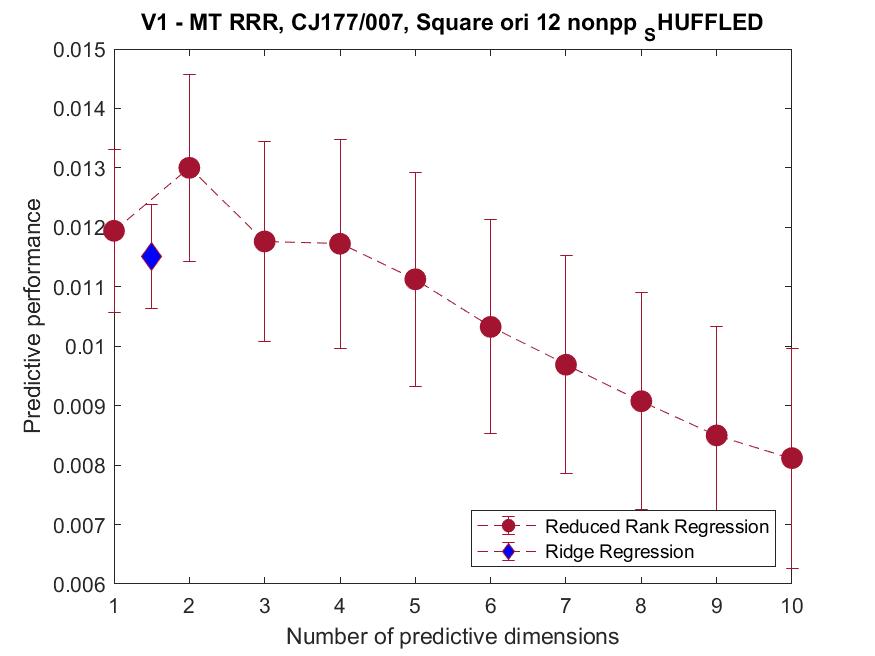 V1 - MT RRR, CJ177/007, Square ori 12 nonpp SHUFFLED
0.015
0.014
0.013
0.012
0.011
0.01
0.009
0.008
0.007
0.006
Predictive performance
Reduced Rank Regression
Ridge Regression
1 2 3 4 5 6 7 8 9 10
Number of predictive dimensions